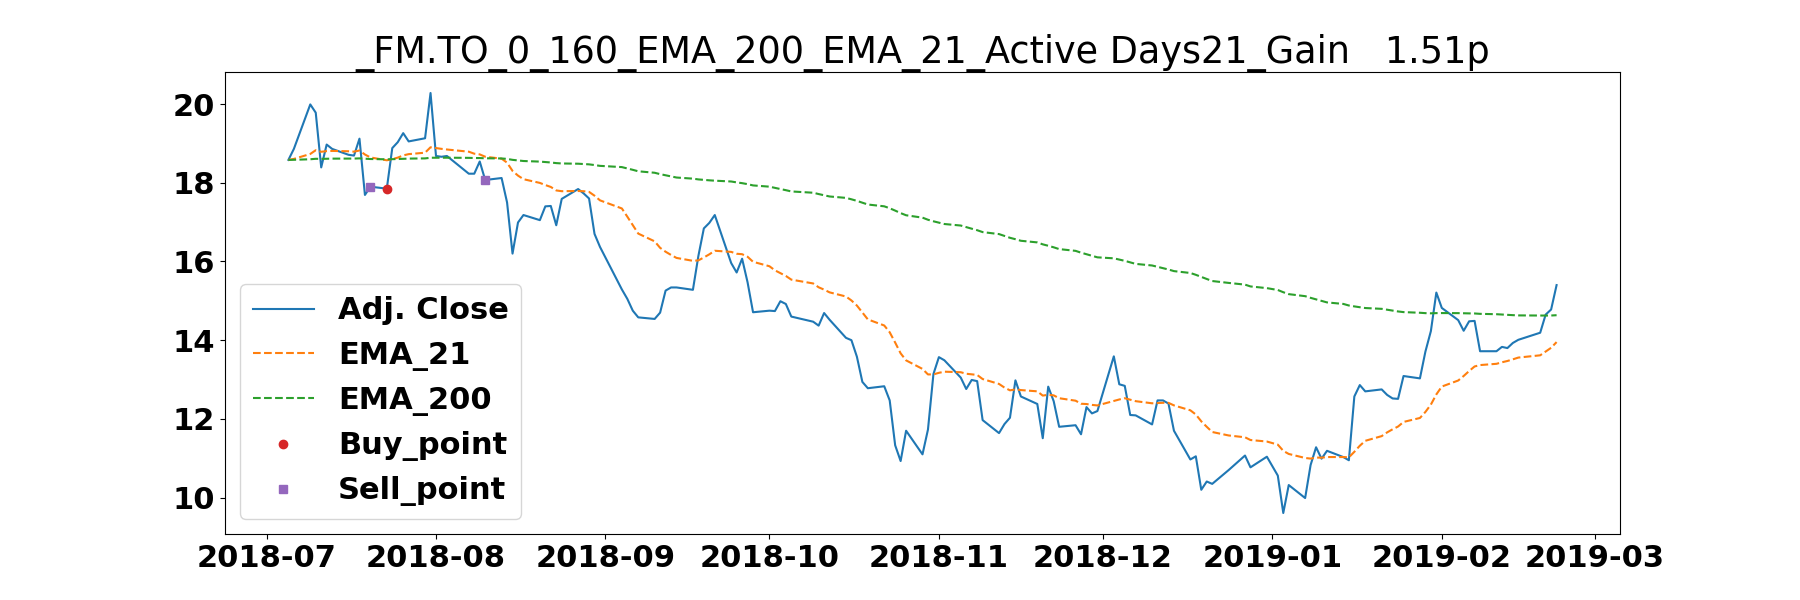 _FM.TO_0_160_EMA_200_EMA_21_Active Days21_Gain   1.51p
20
18
16
14
12
10
Adj. Close
EMA_21
EMA_200
Buy_point
Sell_point
2018-07 2018-08 2018-09 2018-10 2018-11 2018-12 2019-01 2019-02 2019-03